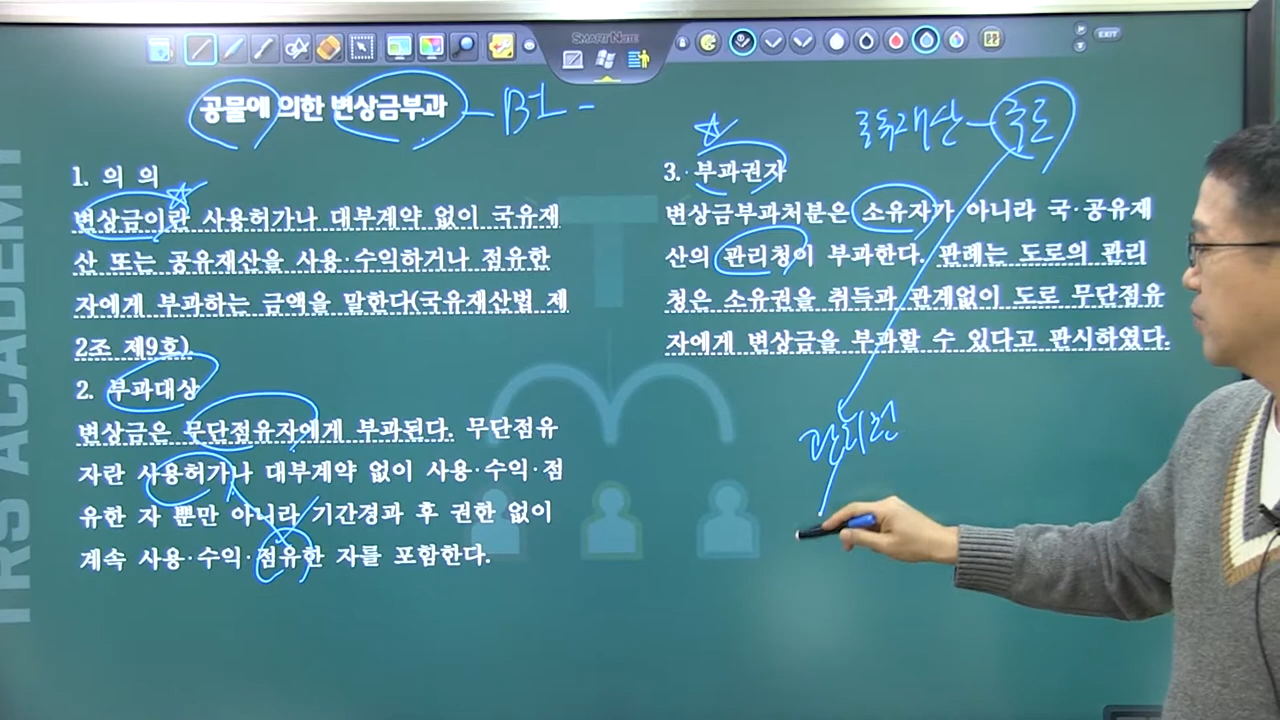 SMART NOTE
EXIT
공물에 의한 변상금부과
B1
1. 의 의
변상금이란 사용허가나 대부계약 없이 국유재
산 또는 공유재산을 사용·수익하거나 점유한
자에게 부과하는 금액을 말한다(국유재산법 제
2조 제9호).
2. 부과대상
변상금은 무단점유자에게 부과된다. 무단점유
자란 사용허가나 대부계약 없이 사용·수익·점
유한 자 뿐만 아니라 기간경과 후 권한 없이
계속 사용·수익·점유한 자를 포함한다.
3. 부과권자
변상금부과처분은 소유자가 아니라 국·공유재
산의 관리청이 부과한다. 판례는 도로의 관리
청은 소유권을 취득과 관계없이 도로 무단점유
자에게 변상금을 부과할 수 있다고 판시하였다.
관리권
TRS ACADEMY